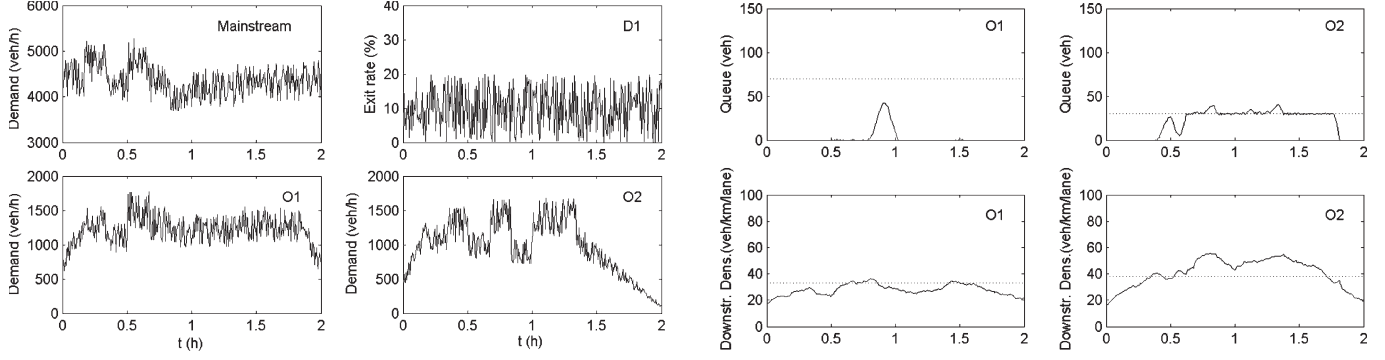 Mainstream
Demand (veh/h)
6000
5000
4000
3000
0 0.5 1 1.5 2
D1
Exit rate (%)
40
30
20
10
0
0 0.5 1 1.5 2
O1
Queue (veh)
150
100
50
0
0 0.5 1 1.5 2
O2
Queue (veh)
150
100
50
0
0 0.5 1 1.5 2
O1
Demand (veh/h)
2000
1500
1000
500
0
0 0.5 1 1.5 2
t (h)
O2
Demand (veh/h)
2000
1500
1000
500
0
0 0.5 1 1.5 2
t (h)
O1
Downstr. Dens.(veh/km/lane)
100
80
60
40
20
0
0 0.5 1 1.5 2
O2
Downstr. Dens.(veh/km/lane)
100
80
60
40
20
0
0 0.5 1 1.5 2